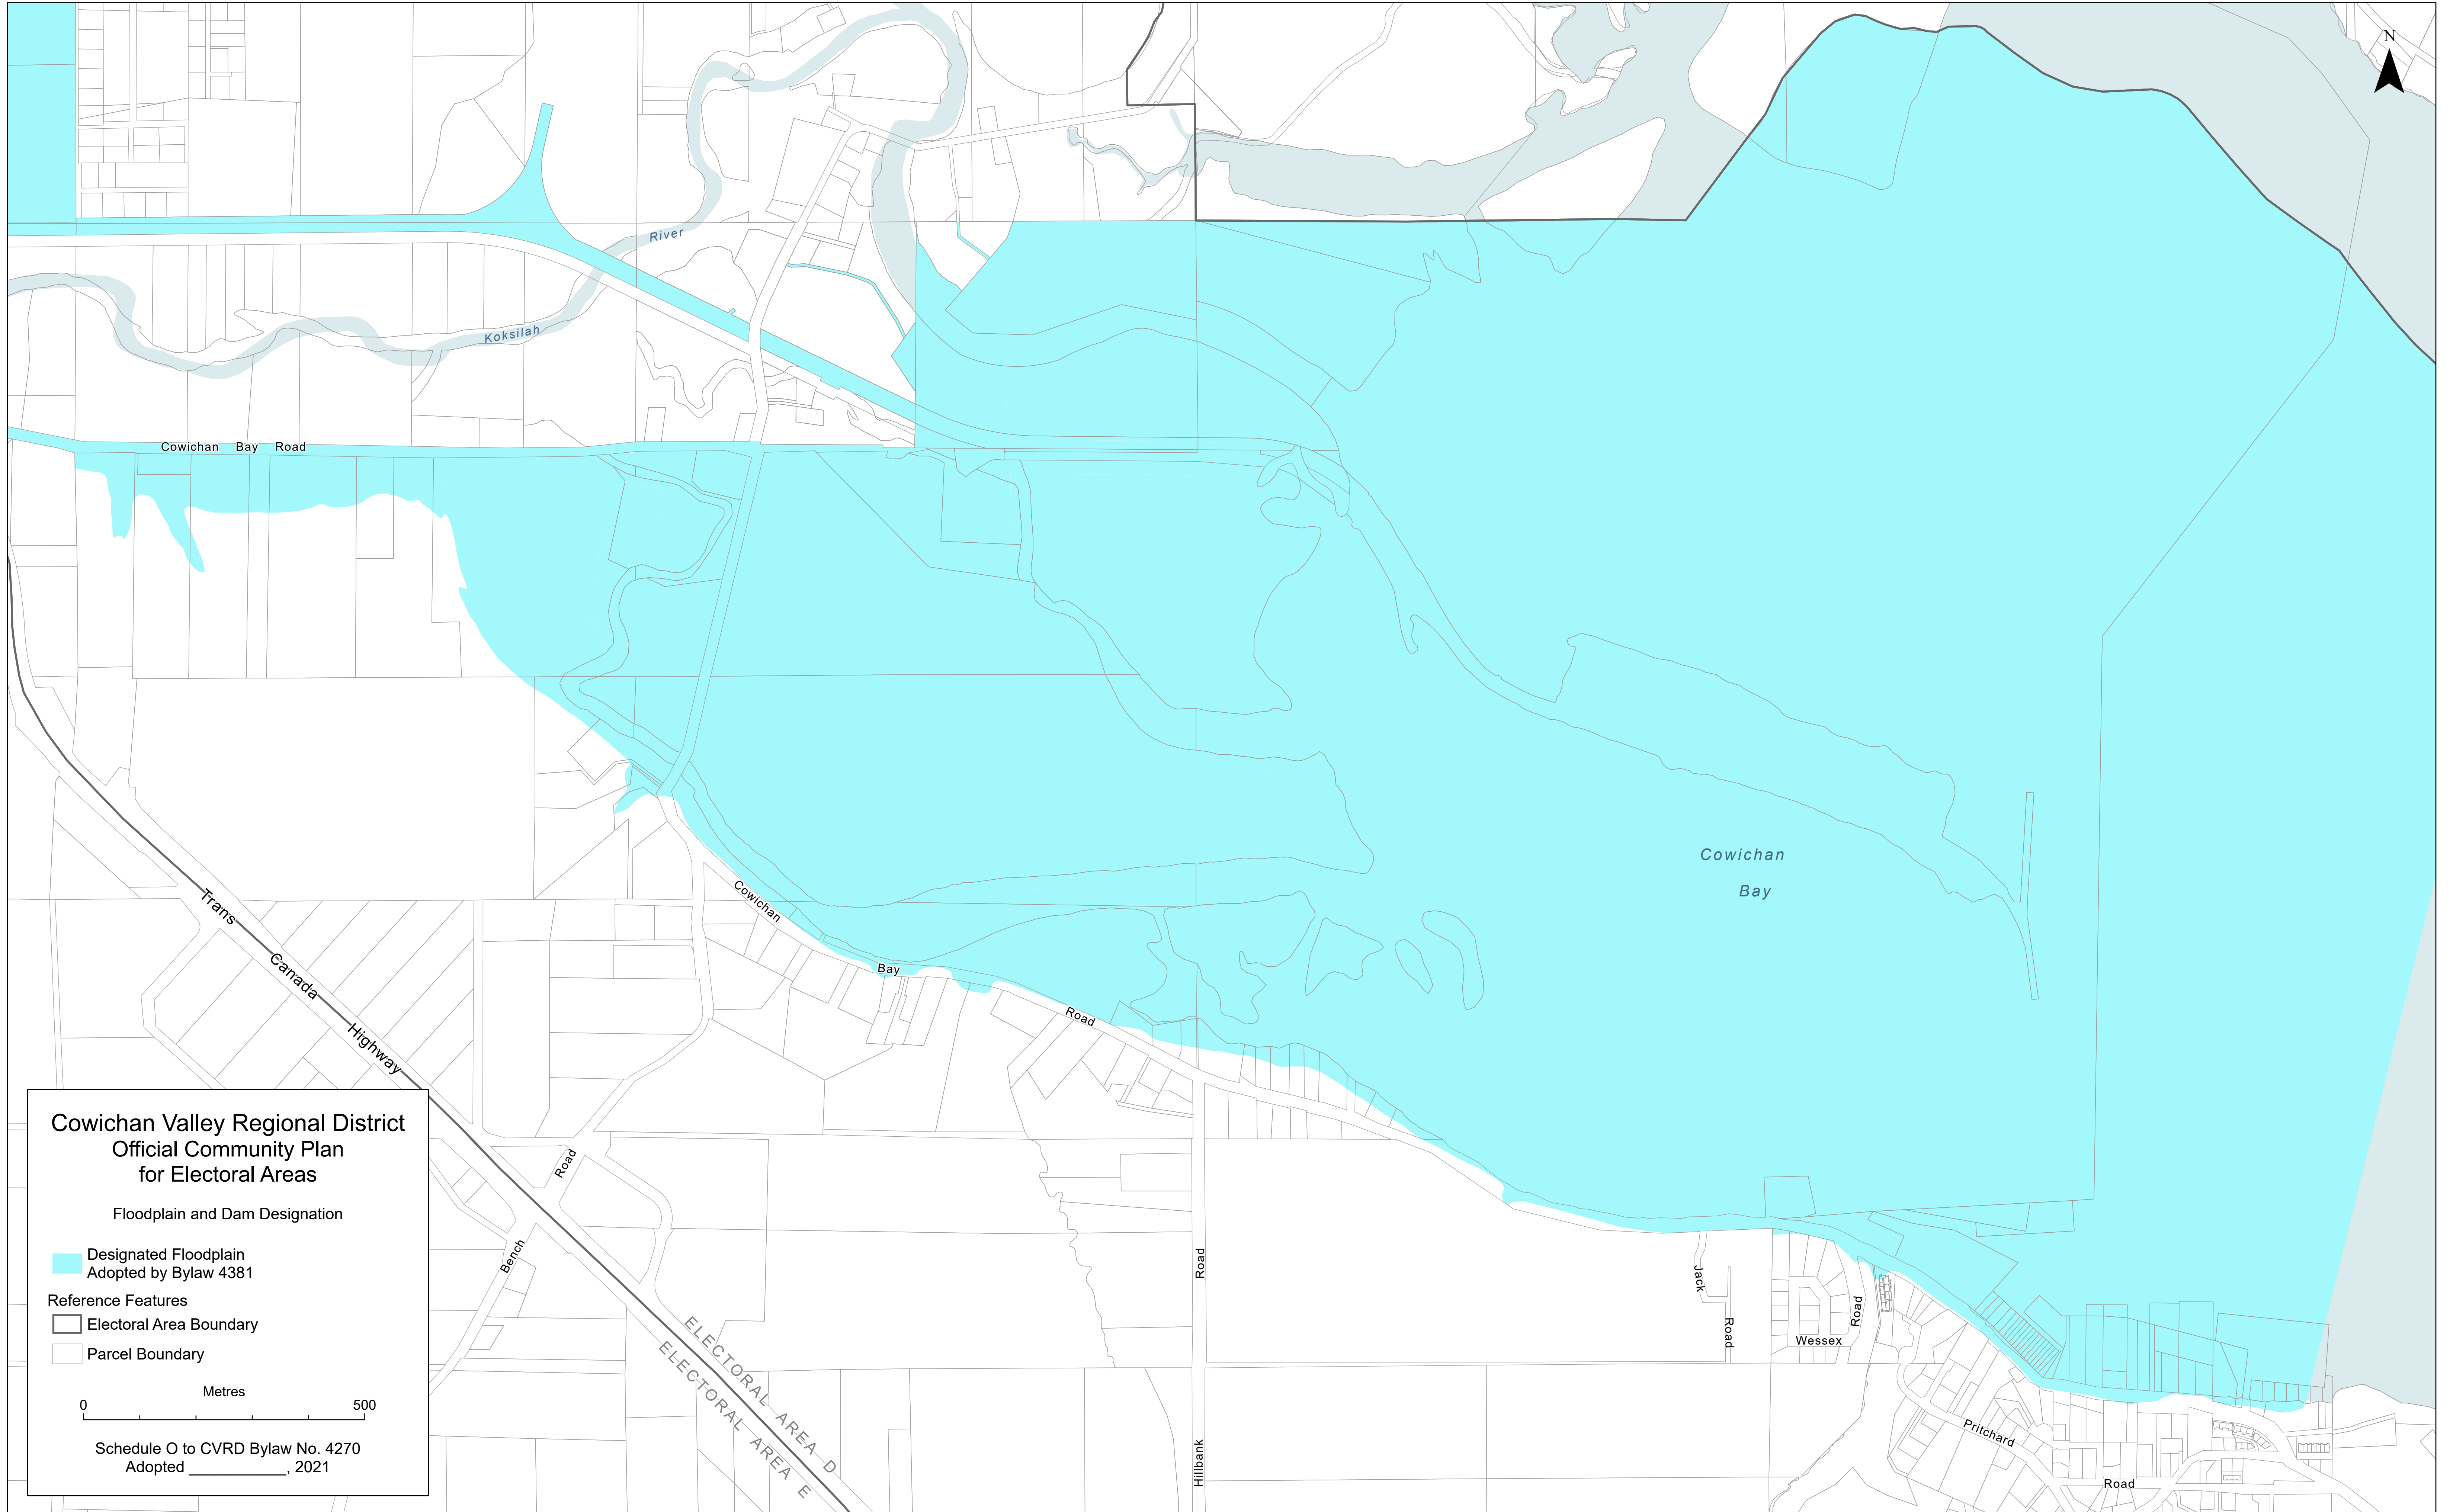 N
River
Koksilah
Cowichan Bay Road
Cowichan
Bay
Trans
Canada
Highway
Cowichan
Bay
Road
Road
Bench
Road
Hillbank
Jack
Road
Wessex
Road
Pritchard
Road
ELECTORAL AREA D
ELECTORAL AREA E
Cowichan Valley Regional District
Official Community Plan
for Electoral Areas
Floodplain and Dam Designation
Designated Floodplain
Adopted by Bylaw 4381
Reference Features
Electoral Area Boundary
Parcel Boundary
Metres
0 500
Schedule O to CVRD Bylaw No. 4270
Adopted ____________, 2021